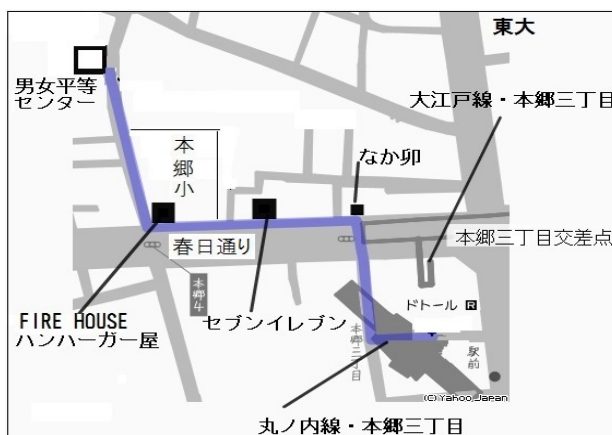 東大
男女平等
センター
大江戸線・本郷三丁目
本郷小
なか卯
本郷三丁目交差点
春日通り
本郷4
ドトール
FIRE HOUSE
ハンハーガー屋
セブンイレブン
本郷三丁目
駅前
(C)Yahoo Japan
丸ノ内線・本郷三丁目